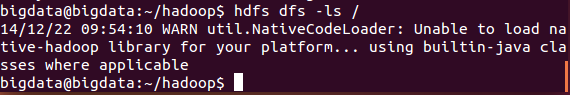 bigdata@bigdata:~/hadoop$ hdfs dfs -ls /
14/12/22 09:54:10 WARN util.NativeCodeLoader: Unable to load na
tive-hadoop library for your platform... using builtin-java cla
sses where applicable
bigdata@bigdata:~/hadoop$